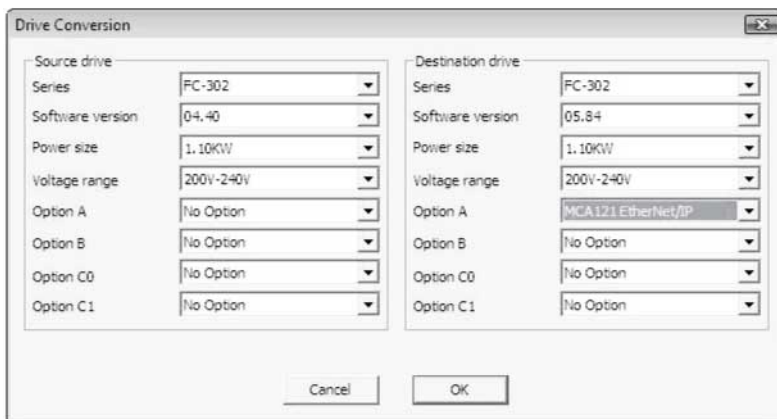 Drive Conversion
Source drive
Series FC-302
Software version 04.40
Power size 1.10KW
Voltage range 200V-240V
Option A No Option
Option B No Option
Option C0 No Option
Option C1 No Option
Destination drive
Series FC-302
Software version 05.84
Power size 1.10KW
Voltage range 200V-240V
Option A MCA121 EtherNet/IP
Option B No Option
Option C0 No Option
Option C1 No Option
Cancel OK